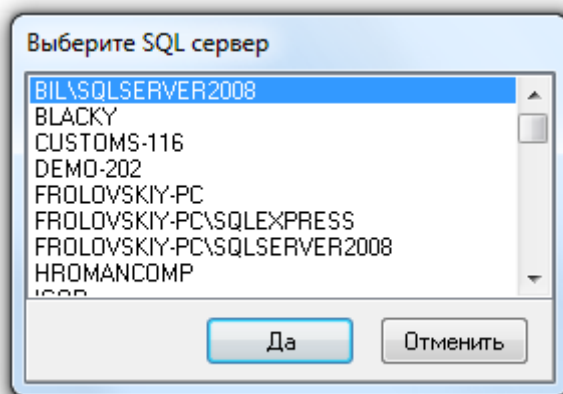 Выберите SQL сервер
BIL\SQLSERVER2008
BLACKY
CUSTOMS-116
DEMO-202
FROLOVSKIY-PC
FROLOVSKIY-PC\SQLEXPRESS
FROLOVSKIY-PC\SQLSERVER2008
HROMANCOMP
Да Отменить